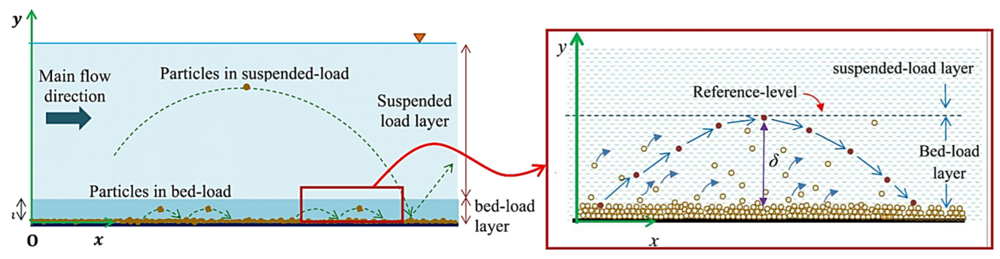 y
Main flow
direction
Particles in suspended-load
Suspended
load layer
Particles in bed-load
bed-load
layer
O
x
y
suspended-load layer
Reference-level
δ
Bed-load
layer
x